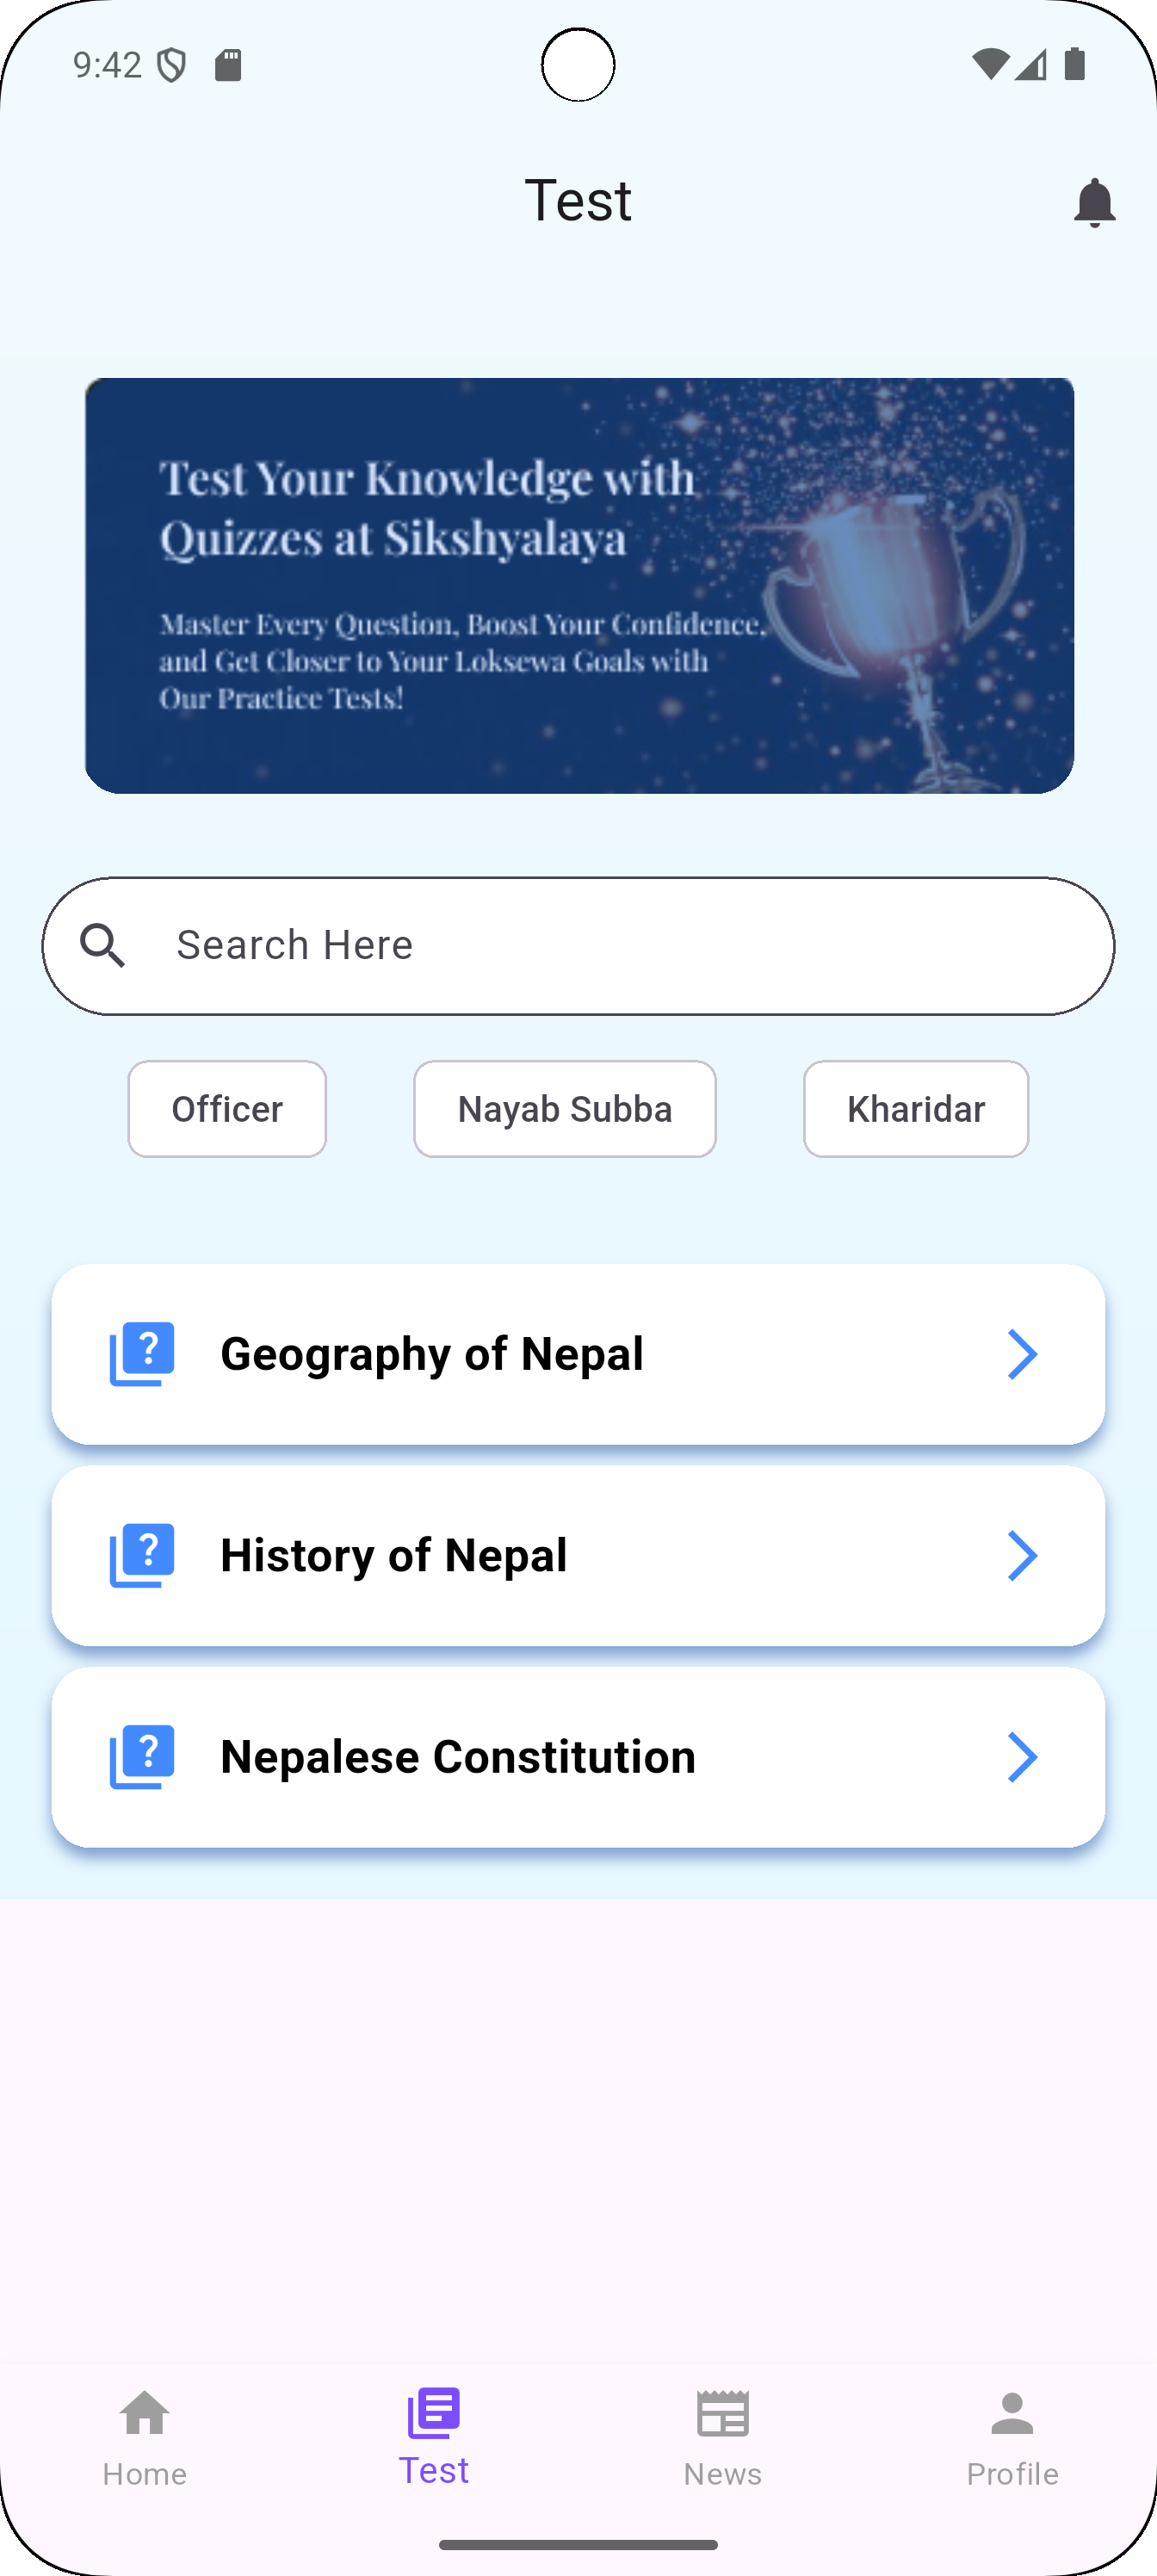 9:42
Test
Test Your Knowledge with
Quizzes at Sikshyalaya
Master Every Question, Boost Your Confidence,
and Get Closer to Your Loksewa Goals with
Our Practice Tests!
Search Here
Officer Nayab Subba Kharidar
? Geography of Nepal
? History of Nepal
? Nepalese Constitution
Home Test News Profile